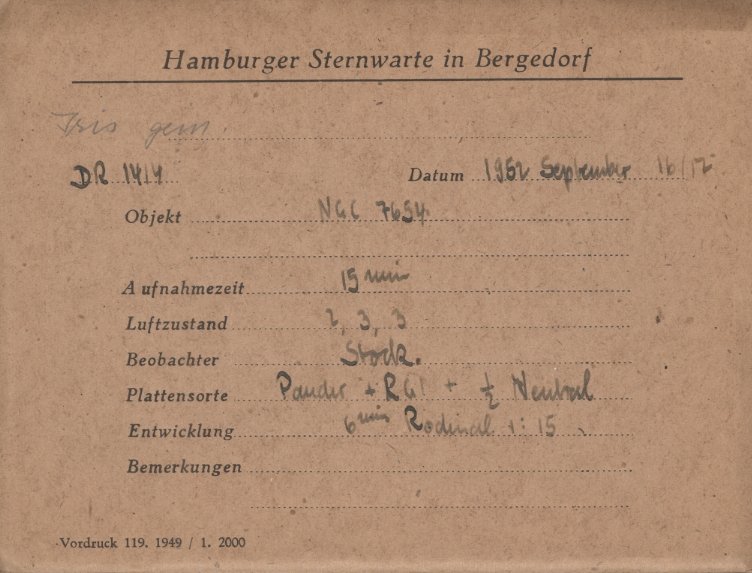 Hamburger Sternwarte in Bergedorf
Iris gem.
DR 1414 Datum 1952 September 16/17
Objekt NGC 7654
Aufnahmezeit 15 min
Luftzustand 2, 3, 3
Beobachter Stock.
Plattensorte + RG1 + ½ Neutral
Entwicklung 6 min Rodinal 1:15
Bemerkungen
Vordruck 119. 1949 / 1. 2000